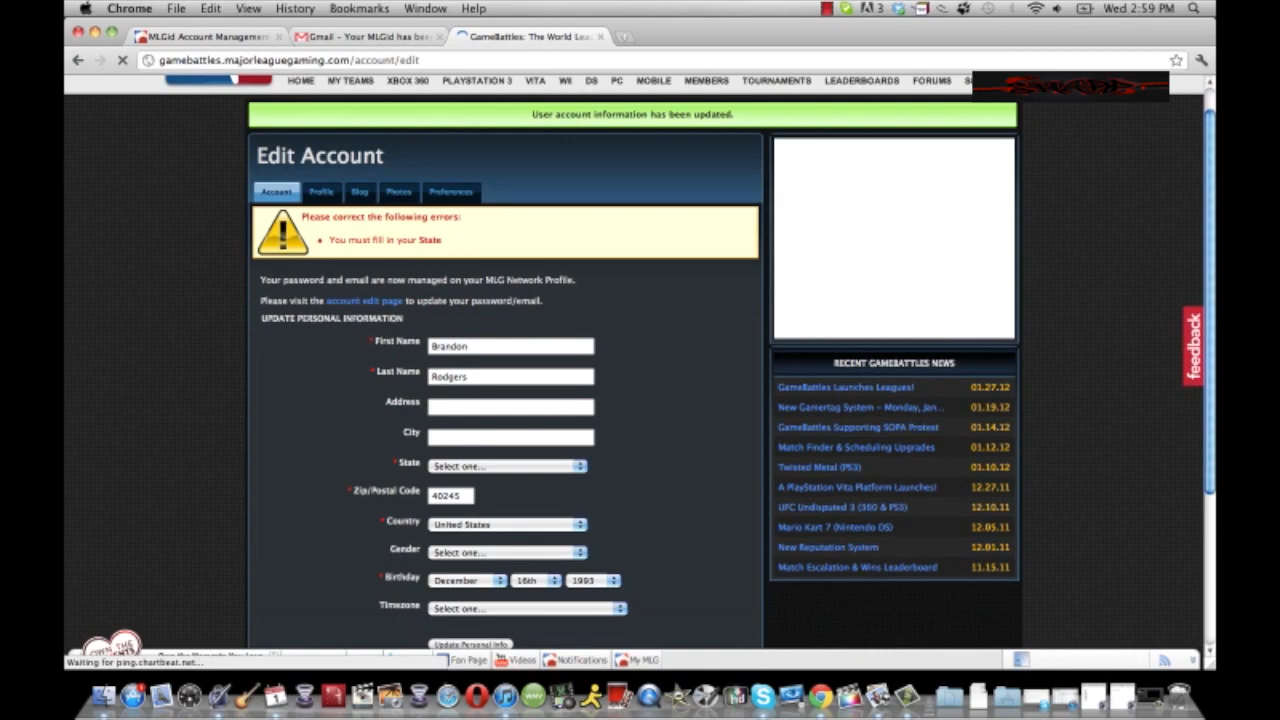 Chrome File Edit View History Bookmarks Window Help
3
Wed 2:59 PM
MLGid Account Management
Gmail – Your MLGid has bee
GameBattles: The World Lea
gamebattles.majorleaguegaming.com/account/edit
HOME MY TEAMS XBOX 360 PLAYSTATION 3 VITA WII DS PC MOBILE MEMBERS TOURNAMENTS LEADERBOARDS FORUMS
User account information has been updated.
Edit Account
Account Profile Blog Photos Preferences
Please correct the following errors:
You must fill in your State
Your password and email are now managed on your MLG Network Profile.
Please visit the account edit page to update your password/email.
UPDATE PERSONAL INFORMATION
* First Name Brandon
* Last Name Rodgers
Address
City
* State Select one...
* Zip/Postal Code 40245
* Country United States
Gender Select one...
* Birthday December 16th 1993
Timezone Select one...
Update Personal Info
RECENT GAMEBATTLES NEWS
GameBattles Launches Leagues! 01.27.12
New Gamertag System – Monday, Jan... 01.19.12
GameBattles Supporting SOPA Protest 01.14.12
Match Finder & Scheduling Upgrades 01.12.12
Twisted Metal (PS3) 01.10.12
A PlayStation Vita Platform Launches! 12.27.11
UFC Undisputed 3 (360 & PS3) 12.10.11
Mario Kart 7 (Nintendo DS) 12.05.11
New Reputation System 12.01.11
Match Escalation & Wins Leaderboard 11.15.11
feedback
Waiting for ping.chartbeat.net...
Fan Page Videos Notifications My MLG